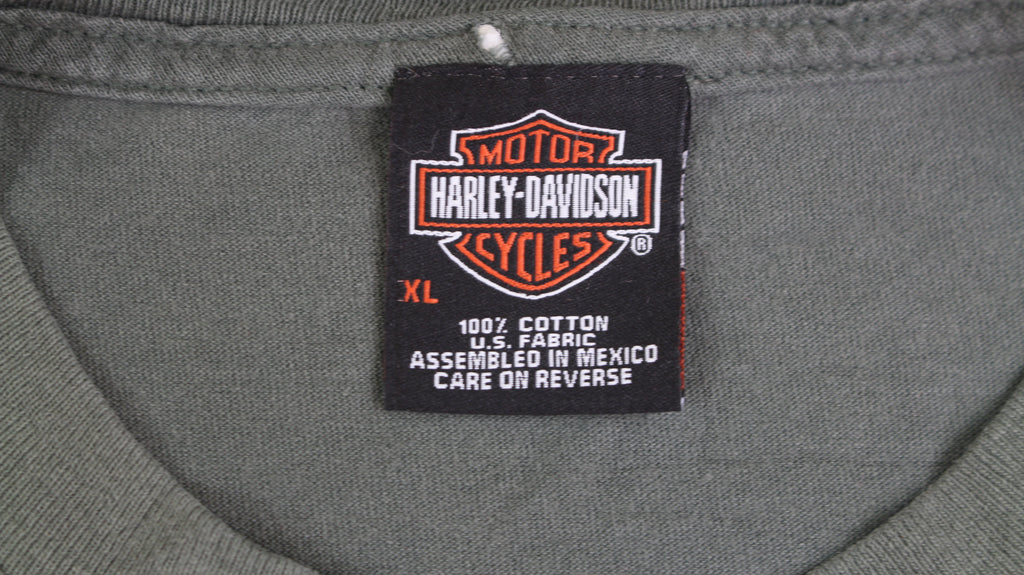 MOTOR
HARLEY-DAVIDSON
CYCLES
®
XL
100% COTTON
U.S. FABRIC
ASSEMBLED IN MEXICO
CARE ON REVERSE